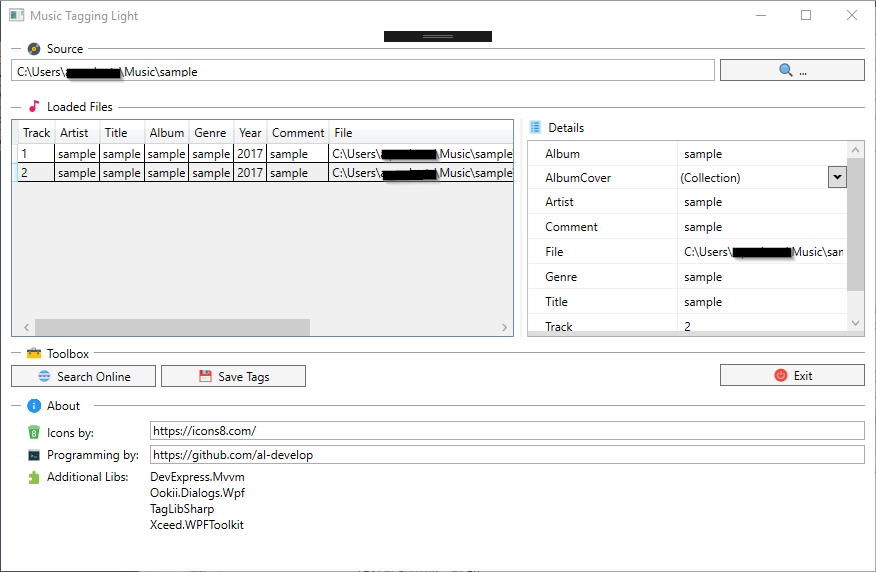 Music Tagging Light
Source
C:\Users\ \Music\sample
...
Loaded Files
Track Artist Title Album Genre Year Comment File
1 sample sample sample sample 2017 sample C:\Users\ \Music\sample
2 sample sample sample sample 2017 sample C:\Users\ \Music\sample
Details
Album sample
AlbumCover (Collection)
Artist sample
Comment sample
File C:\Users\ Music\sar
Genre sample
Title sample
Track 2
Toolbox
Search Online
Save Tags
Exit
About
Icons by: https://icons8.com/
Programming by: https://github.com/al-develop
Additional Libs: DevExpress.Mvvm
Ookii.Dialogs.Wpf
TagLibSharp
Xceed.WPFToolkit